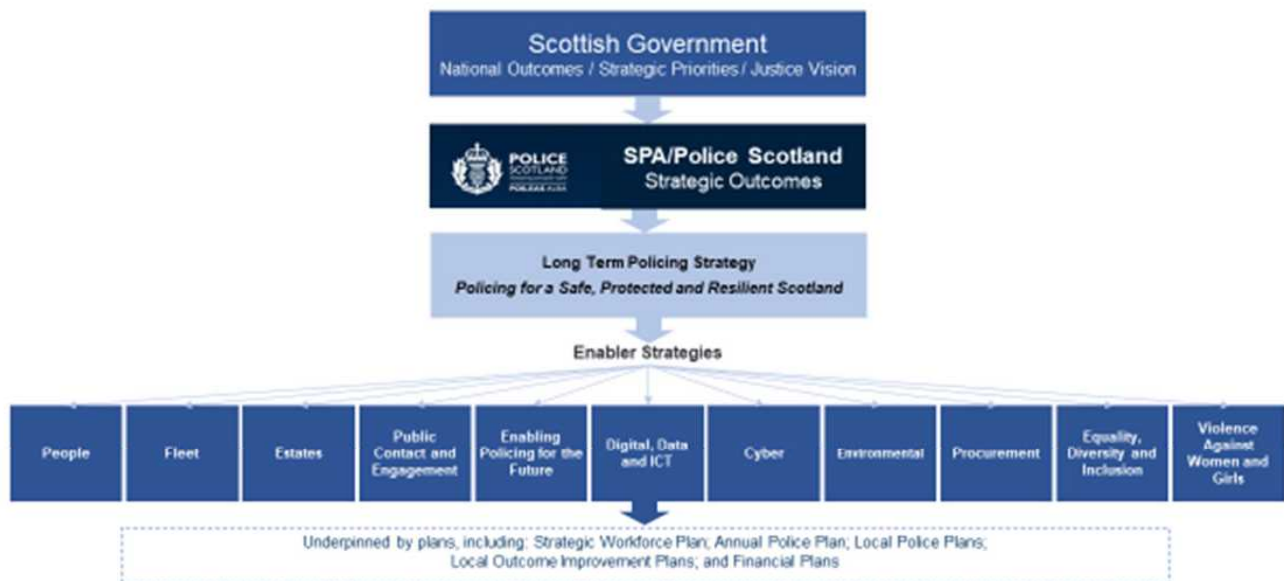 Scottish Government
National Outcomes / Strategic Priorities / Justice Vision
POLICE
SCOTLAND
POILEAS ALBA
SPA/Police Scotland
Strategic Outcomes
Long Term Policing Strategy
Policing for a Safe, Protected and Resilient Scotland
Enabler Strategies
People
Fleet
Estates
Public
Contact and
Engagement
Enabling
Policing for the
Future
Digital, Data
and ICT
Cyber
Environmental
Procurement
Equality,
Diversity and
Inclusion
Violence
Against
Women and
Girls
Underpinned by plans, including: Strategic Workforce Plan; Annual Police Plan; Local Police Plans;
Local Outcome Improvement Plans; and Financial Plans